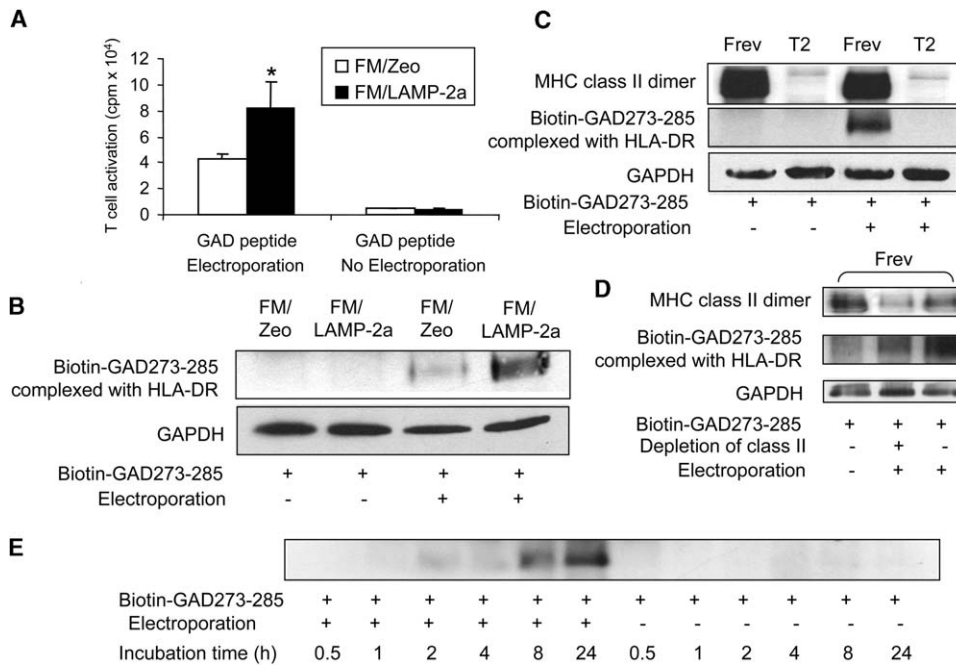 A
T cell activation (cpm x 10⁴)
12
10
8
6
4
2
0
*
FM/Zeo
FM/LAMP-2a
GAD peptide
Electroporation
GAD peptide
No Electroporation
B
FM/
Zeo
FM/
LAMP-2a
FM/
Zeo
FM/
LAMP-2a
Biotin-GAD273-285
complexed with HLA-DR
GAPDH
Biotin-GAD273-285 + + + +
Electroporation - - + +
C
Frev T2 Frev T2
MHC class II dimer
Biotin-GAD273-285
complexed with HLA-DR
GAPDH
Biotin-GAD273-285 + + + +
Electroporation - - + +
D
Frev
MHC class II dimer
Biotin-GAD273-285
complexed with HLA-DR
GAPDH
Biotin-GAD273-285 + + +
Depletion of class II - + -
Electroporation - + +
E
Biotin-GAD273-285 + + + + + + + + + + + +
Electroporation + + + + + + - - - - - -
Incubation time (h) 0.5 1 2 4 8 24 0.5 1 2 4 8 24